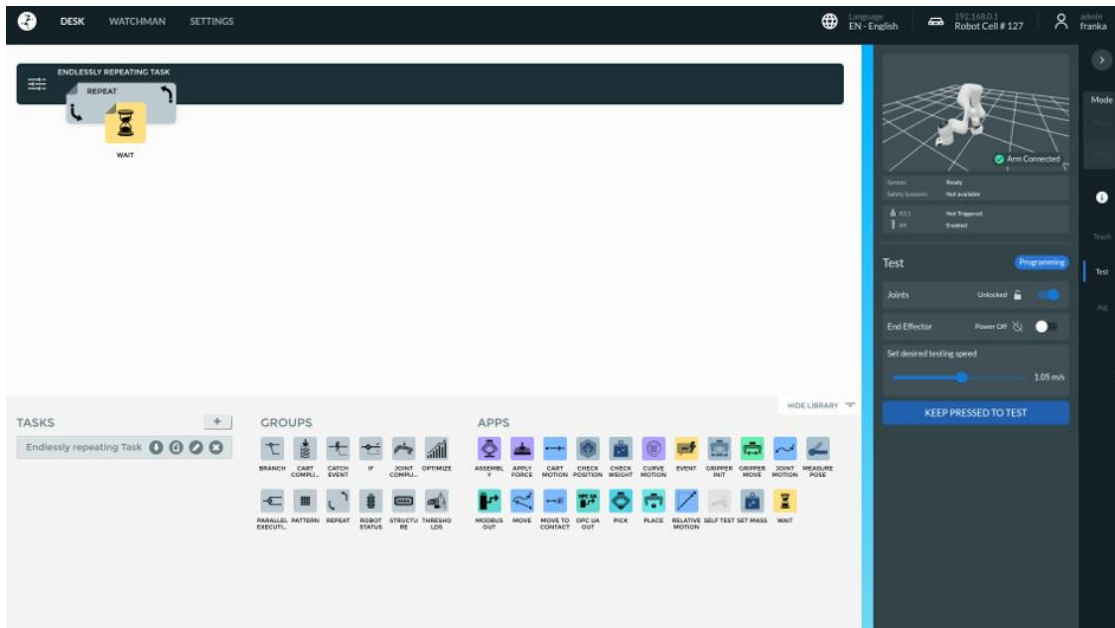 DESK WATCHMAN SETTINGS
Language
EN - English
192.168.0.1
Robot Cell # 127
admin
franka
ENDLESSLY REPEATING TASK
REPEAT
WAIT
Arm Connected
Mode
System Ready
Safety Scenario Not available
Not Triggered
X4 Enabled
Teach
Test
Programming
Test
Joints Unlocked
Jog
End Effector Power Off
Set desired testing speed
1.05 m/s
KEEP PRESSED TO TEST
HIDE LIBRARY
TASKS
+
Endlessly repeating Task
GROUPS
BRANCH
CART COMPLI...
CATCH EVENT
IF
JOINT COMPLI...
OPTIMIZE
PARALLEL EXECUTI...
PATTERN
REPEAT
ROBOT STATUS
STRUCTU RE
THRESHO LDS
APPS
ASSEMBL Y
APPLY FORCE
CART MOTION
CHECK POSITION
CHECK WEIGHT
CURVE MOTION
EVENT
GRIPPER INIT
GRIPPER MOVE
JOINT MOTION
MEASURE POSE
MODBUS OUT
MOVE
MOVE TO CONTACT
OPC UA
OPC UA OUT
PICK
PLACE
RELATIVE MOTION
SELF TEST
SET MASS
WAIT